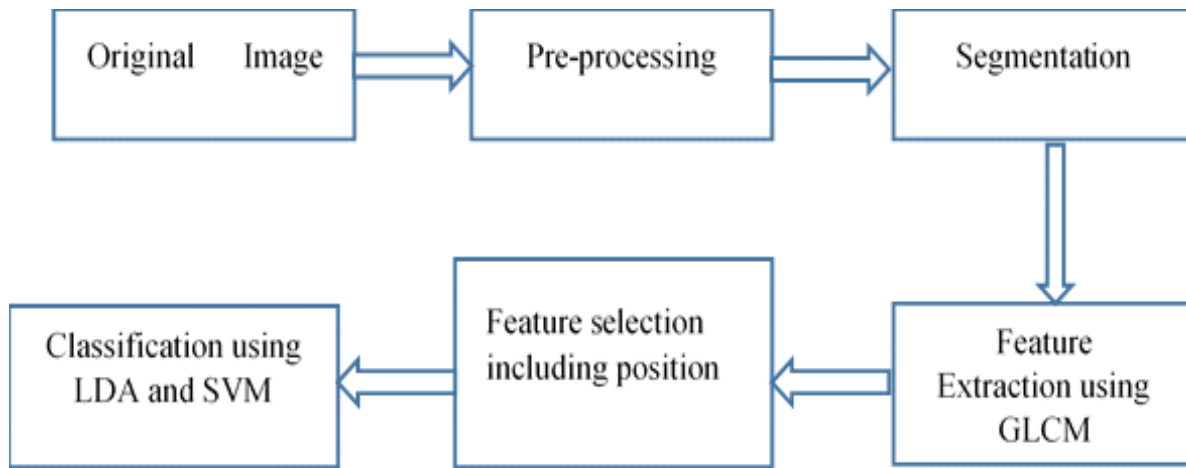 Original Image
Pre-processing
Segmentation
Feature
Extraction using
GLCM
Feature selection
including position
Classification using
LDA and SVM